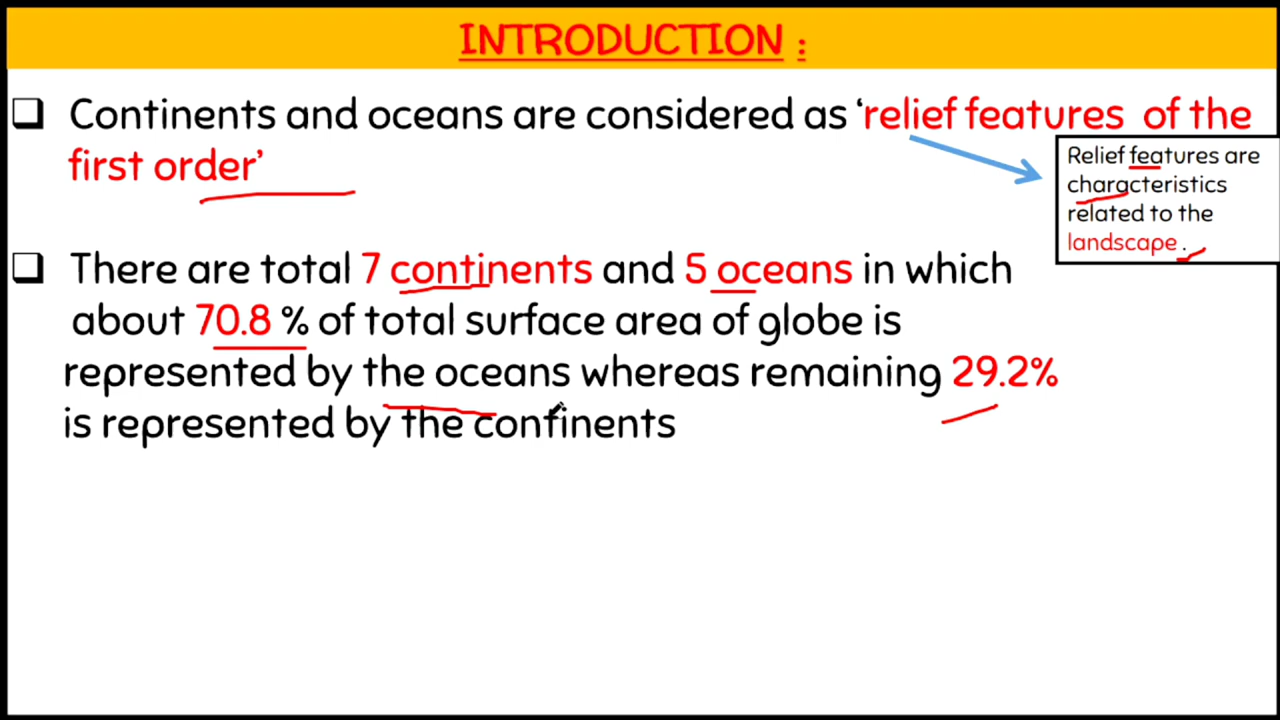 INTRODUCTION :
Continents and oceans are considered as ‘relief features of the
first order’
Relief features are
characteristics
related to the
landscape .
There are total 7 continents and 5 oceans in which
about 70.8 % of total surface area of globe is
represented by the oceans whereas remaining 29.2%
is represented by the continents